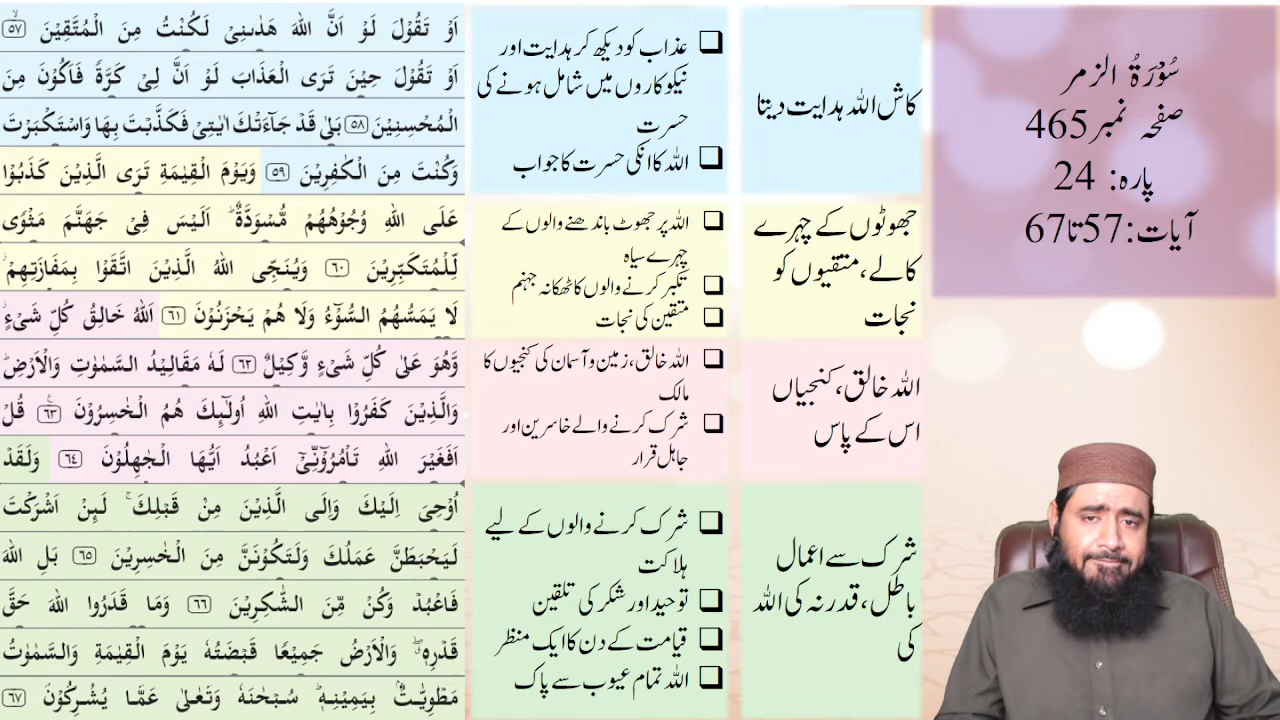 سُوْرَۃُ الزمر
صفحہ نمبر 465
پارہ: 24
آیات: 57 تا 67
کاش اللہ ہدایت دیتا
جھوٹوں کے چہرے
کالے، متقیوں کو
نجات
اللہ خالق، کنجیاں
اس کے پاس
شرک سے اعمال
باطل، قدر نہ کی اللہ
کی
❑ عذاب کو دیکھ کر ہدایت اور
نیکوکاروں میں شامل ہونے کی
حسرت
❑ اللہ کا انکی حسرت کا جواب
❑ اللہ پر جھوٹ باندھنے والوں کے
چہرے سیاہ
❑ تکبر کرنے والوں کا ٹھکانہ جہنم
❑ متقین کی نجات
❑ اللہ خالق، زمین و آسمان کی کنجیوں کا
مالک
❑ شرک کرنے والے خاسرین اور
جاہل قرار
❑ شرک کرنے والوں کے لیے
ہلاکت
❑ توحید اور شکر کی تلقین
❑ قیامت کے دن کا ایک منظر
❑ اللہ تمام عیوب سے پاک
اَوْ تَقُوْلَ لَوْ اَنَّ اللّٰهَ هَدٰىنِیْ لَكُنْتُ مِنَ الْمُتَّقِیْنَ ﴿٥٧﴾
اَوْ تَقُوْلَ حِیْنَ تَرَی الْعَذَابَ لَوْ اَنَّ لِیْ كَرَّةً فَاَكُوْنَ مِنَ
الْمُحْسِنِیْنَ ﴿٥٨﴾ بَلٰی قَدْ جَآءَتْكَ اٰیٰتِیْ فَكَذَّبْتَ بِهَا وَاسْتَكْبَرْتَ
وَكُنْتَ مِنَ الْكٰفِرِیْنَ ﴿٥٩﴾ وَیَوْمَ الْقِیٰمَةِ تَرَی الَّذِیْنَ كَذَبُوْا
عَلَی اللّٰهِ وُجُوْهُهُمْ مُّسْوَدَّةٌ ؕ اَلَیْسَ فِیْ جَهَنَّمَ مَثْوًی
لِّلْمُتَكَبِّرِیْنَ ﴿٦٠﴾ وَیُنَجِّی اللّٰهُ الَّذِیْنَ اتَّقَوْا بِمَفَازَتِهِمْ ؗ
لَا یَمَسُّهُمُ السُّوْٓءُ وَلَا هُمْ یَحْزَنُوْنَ ﴿٦١﴾ اَللّٰهُ خَالِقُ كُلِّ شَیْءٍ ؗ
وَّهُوَ عَلٰی كُلِّ شَیْءٍ وَّكِیْلٌ ﴿٦٢﴾ لَهٗ مَقَالِیْدُ السَّمٰوٰتِ وَالْاَرْضِ ؕ
وَالَّذِیْنَ كَفَرُوْا بِاٰیٰتِ اللّٰهِ اُولٰٓئِكَ هُمُ الْخٰسِرُوْنَ ﴿٦٣﴾ قُلْ
اَفَغَیْرَ اللّٰهِ تَاْمُرُوْٓنِّیْٓ اَعْبُدُ اَیُّهَا الْجٰهِلُوْنَ ﴿٦٤﴾ وَلَقَدْ
اُوْحِیَ اِلَیْكَ وَاِلَی الَّذِیْنَ مِنْ قَبْلِكَ ۚ لَىِٕنْ اَشْرَكْتَ
لَیَحْبَطَنَّ عَمَلُكَ وَلَتَكُوْنَنَّ مِنَ الْخٰسِرِیْنَ ﴿٦٥﴾ بَلِ اللّٰهَ
فَاعْبُدْ وَكُنْ مِّنَ الشّٰكِرِیْنَ ﴿٦٦﴾ وَمَا قَدَرُوا اللّٰهَ حَقَّ
قَدْرِهٖ ۖۗ وَالْاَرْضُ جَمِیْعًا قَبْضَتُهٗ یَوْمَ الْقِیٰمَةِ وَالسَّمٰوٰتُ
مَطْوِیّٰتٌۢ بِیَمِیْنِهٖ ؕ سُبْحٰنَهٗ وَتَعٰلٰی عَمَّا یُشْرِكُوْنَ ﴿٦٧﴾